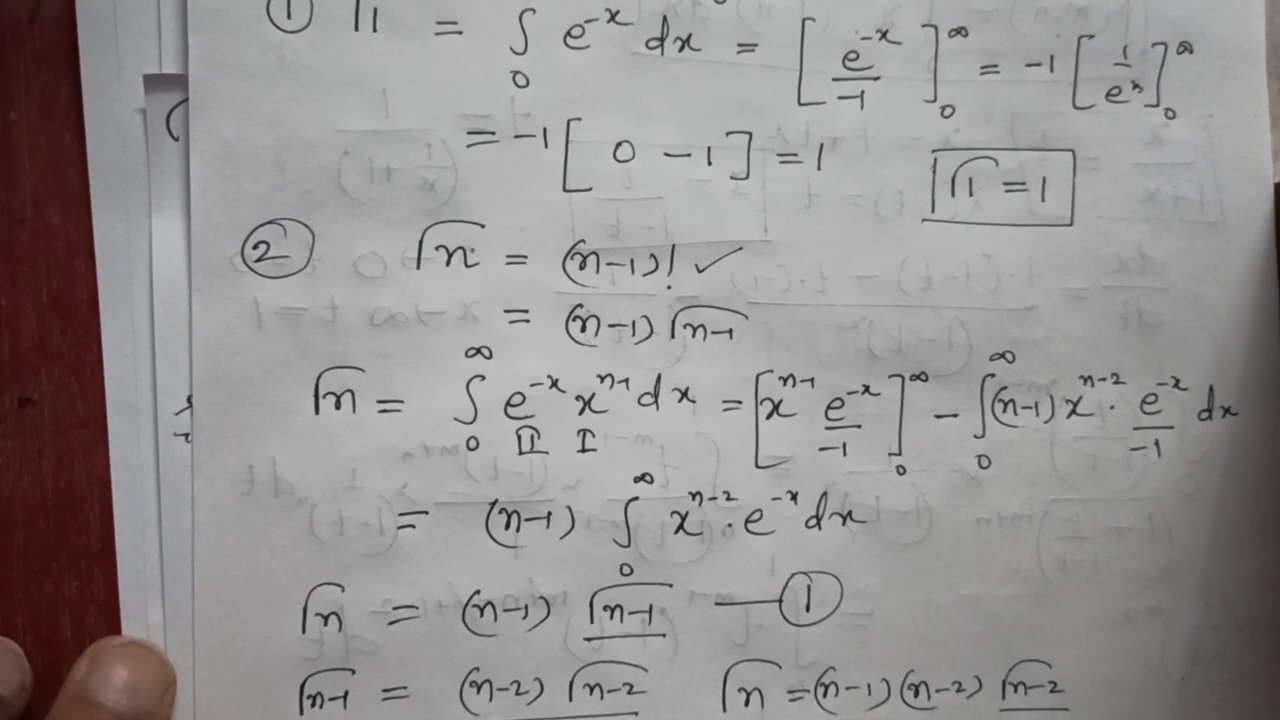 ① Γ1 = ∫₀^∞ e^{-x} dx = [e^{-x}/-1]₀^∞ = -1 [1/e^x]₀^∞
= -1 [0 - 1] = 1 Γ1 = 1
② Γn = (n-1)! ✓
= (n-1) Γn-1
Γn = ∫₀^∞ e^{-x} x^{n-1} dx = [x^{n-1} e^{-x}/-1]₀^∞ - ∫₀^∞ (n-1) x^{n-2} · e^{-x}/-1 dx
II I
= (n-1) ∫₀^∞ x^{n-2} · e^{-x} dx
Γn = (n-1) Γn-1 — ①
Γn-1 = (n-2) Γn-2 Γn = (n-1)(n-2) Γn-2